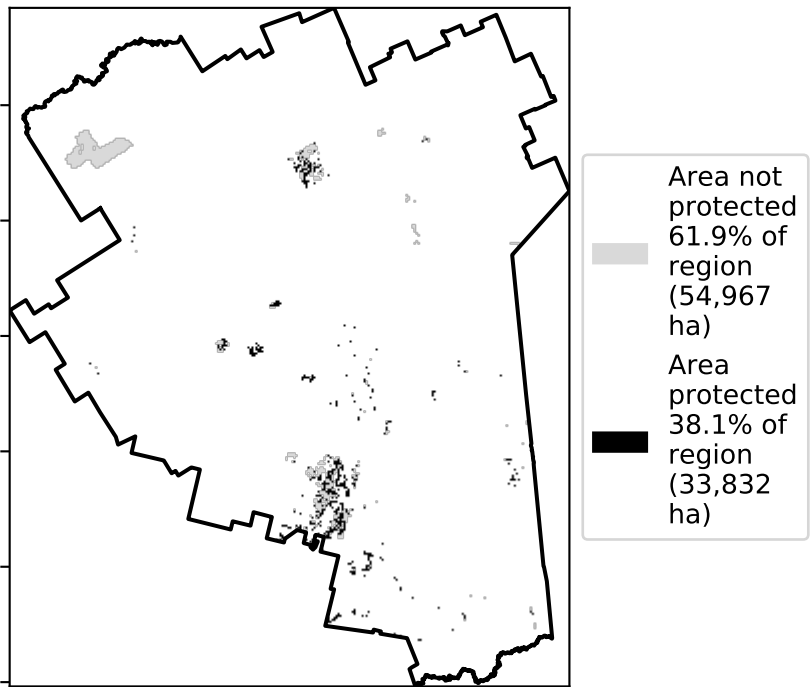 Area not
protected
61.9% of
region
(54,967
ha)
Area
protected
38.1% of
region
(33,832
ha)